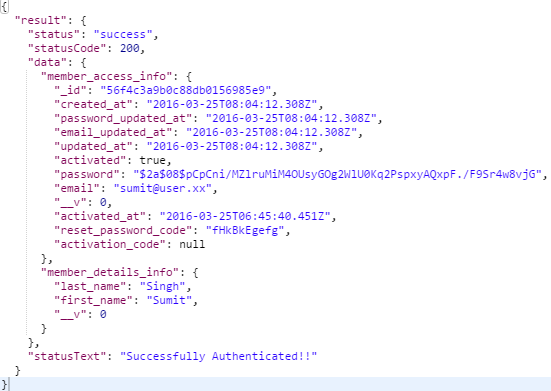 {
"result": {
"status": "success",
"statusCode": 200,
"data": {
"member_access_info": {
"_id": "56f4c3a9b0c88db0156985e9",
"created_at": "2016-03-25T08:04:12.308Z",
"password_updated_at": "2016-03-25T08:04:12.308Z",
"email_updated_at": "2016-03-25T08:04:12.308Z",
"updated_at": "2016-03-25T08:04:12.308Z",
"activated": true,
"password": "$2a$08$pCpCni/MZlruMiM4OUsyGOg2WlU0Kq2PspxyAQxpF./F9Sr4w8vjG",
"email": "sumit@user.xx",
"__v": 0,
"activated_at": "2016-03-25T06:45:40.451Z",
"reset_password_code": "fHkBkEgefg",
"activation_code": null
},
"member_details_info": {
"last_name": "Singh",
"first_name": "Sumit",
"__v": 0
}
},
"statusText": "Successfully Authenticated!!"
}
}